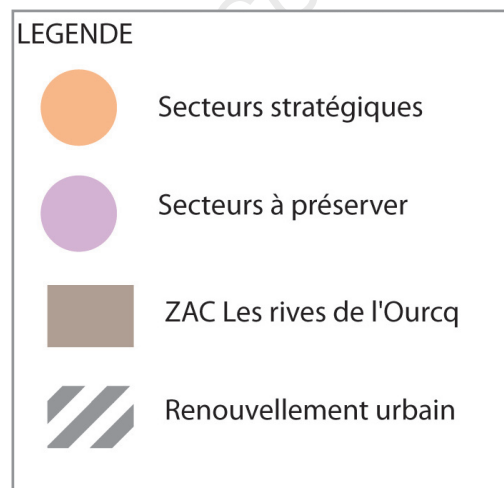 LEGENDE
Secteurs stratégiques
Secteurs à préserver
ZAC Les rives de l'Ourcq
Renouvellement urbain